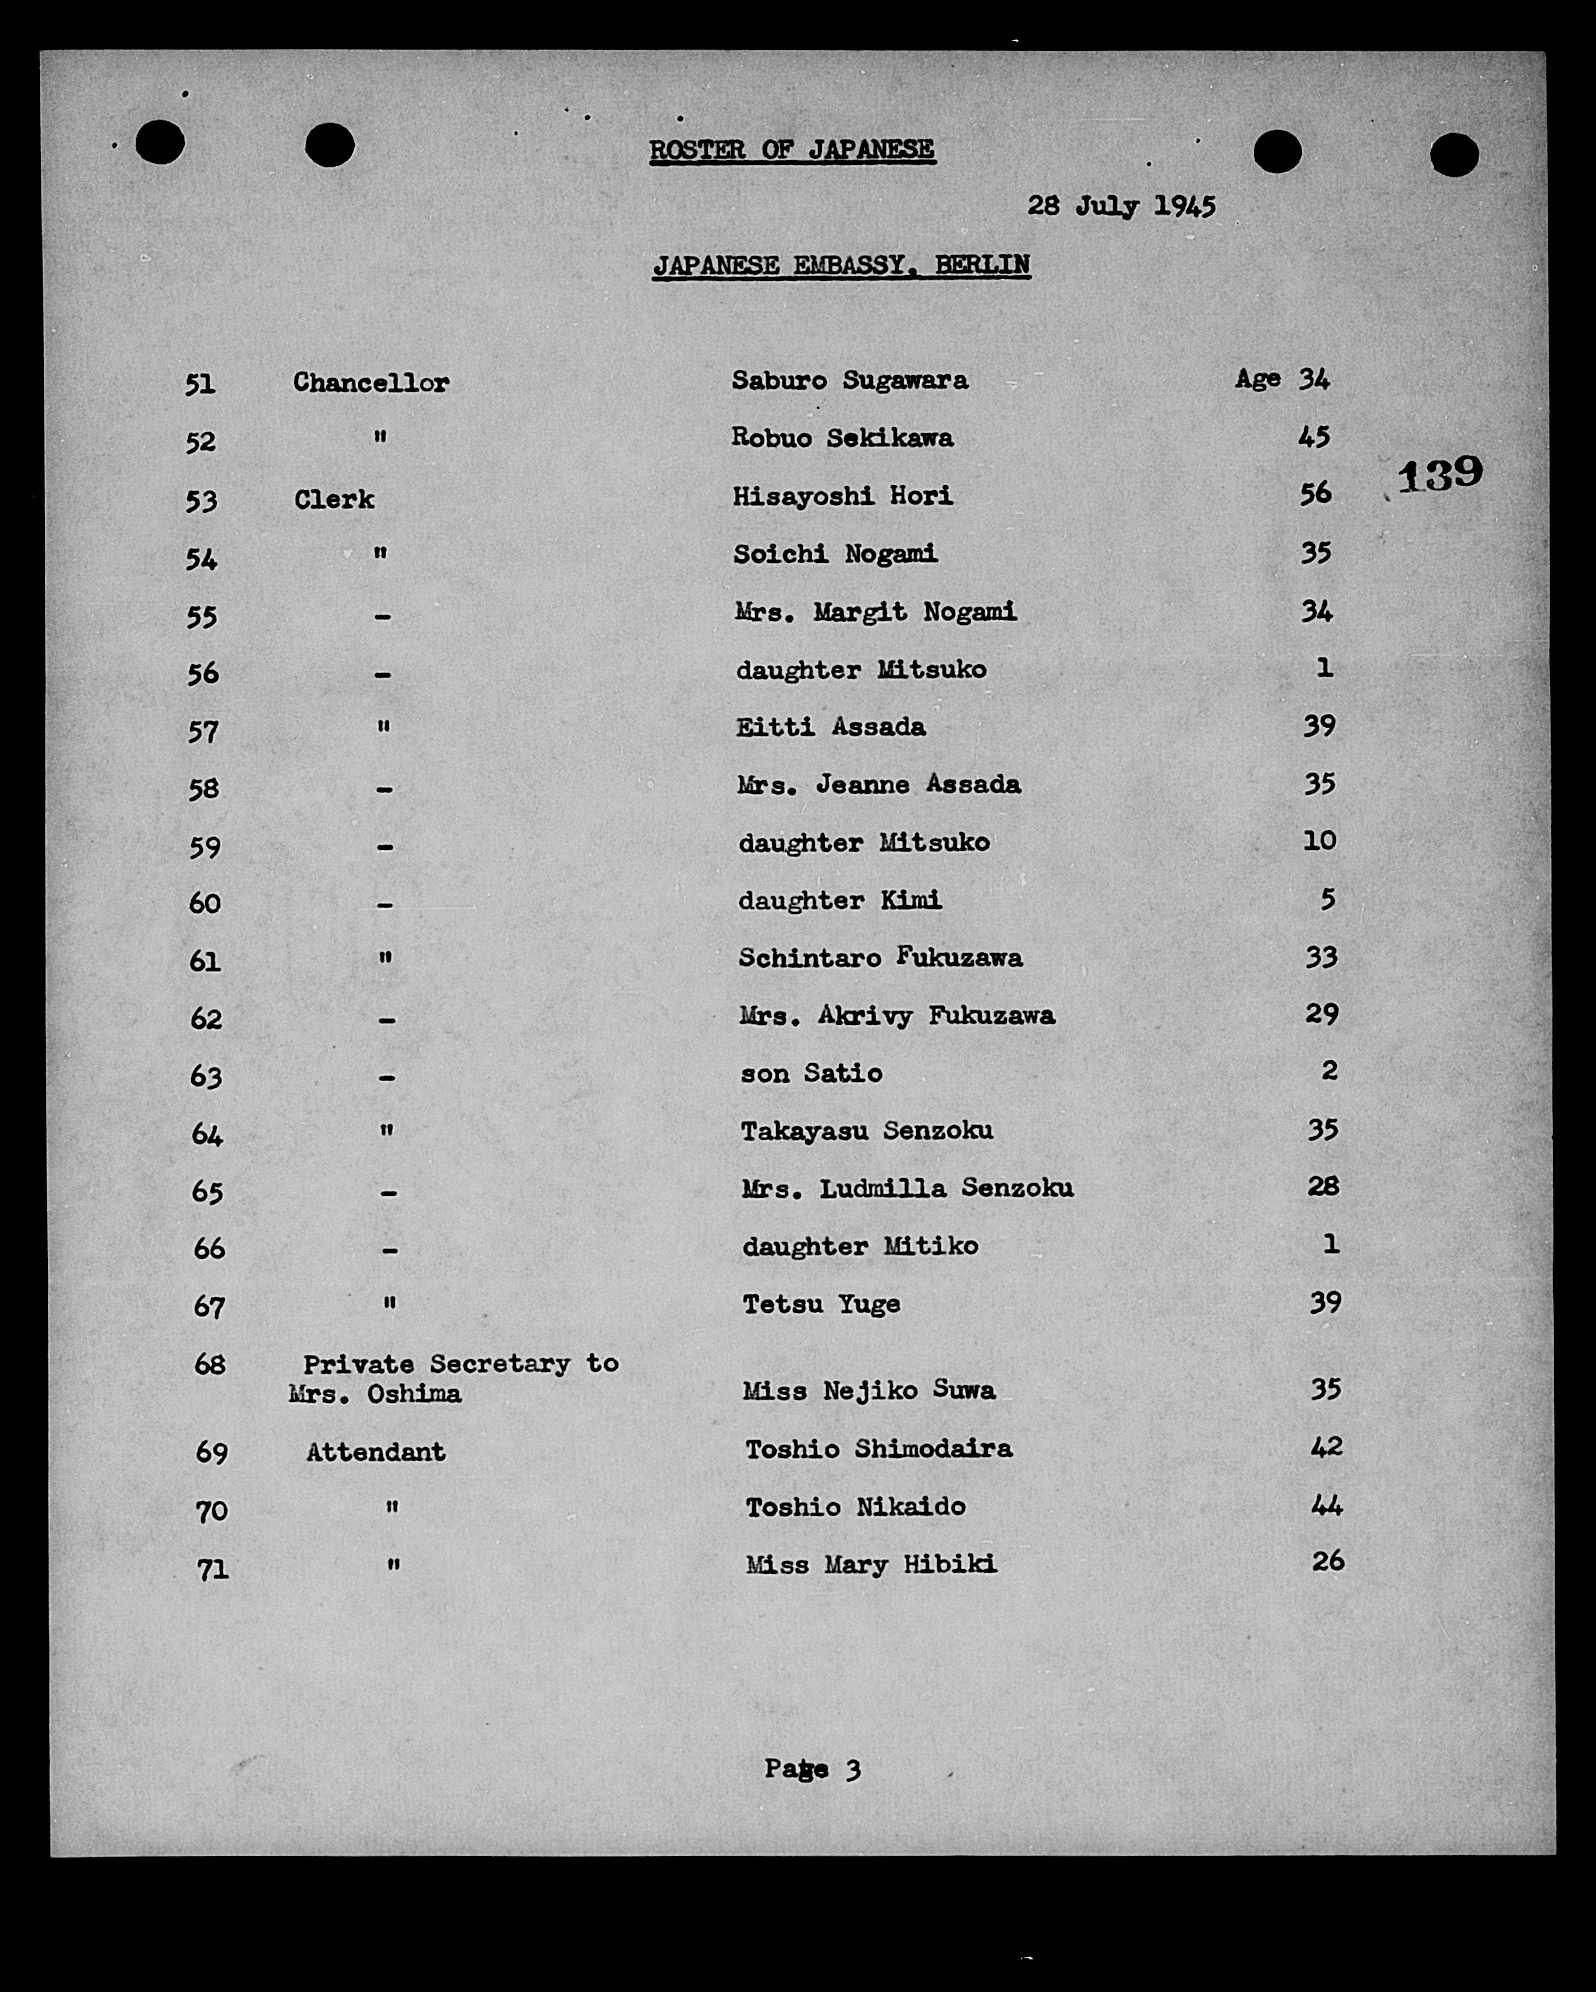 ROSTER OF JAPANESE
28 July 1945
JAPANESE EMBASSY, BERLIN
51 Chancellor Saburo Sugawara Age 34
52 " Robuo Sekikawa 45
139
53 Clerk Hisayoshi Hori 56
54 " Soichi Nogami 35
55 - Mrs. Margit Nogami 34
56 - daughter Mitsuko 1
57 " Eitti Assada 39
58 - Mrs. Jeanne Assada 35
59 - daughter Mitsuko 10
60 - daughter Kimi 5
61 " Schintaro Fukuzawa 33
62 - Mrs. Akrivy Fukuzawa 29
63 - son Satio 2
64 " Takayasu Senzoku 35
65 - Mrs. Ludmilla Senzoku 28
66 - daughter Mitiko 1
67 " Tetsu Yuge 39
68 Private Secretary to
Mrs. Oshima Miss Nejiko Suwa 35
69 Attendant Toshio Shimodaira 42
70 " Toshio Nikaido 44
71 " Miss Mary Hibiki 26
Page 3